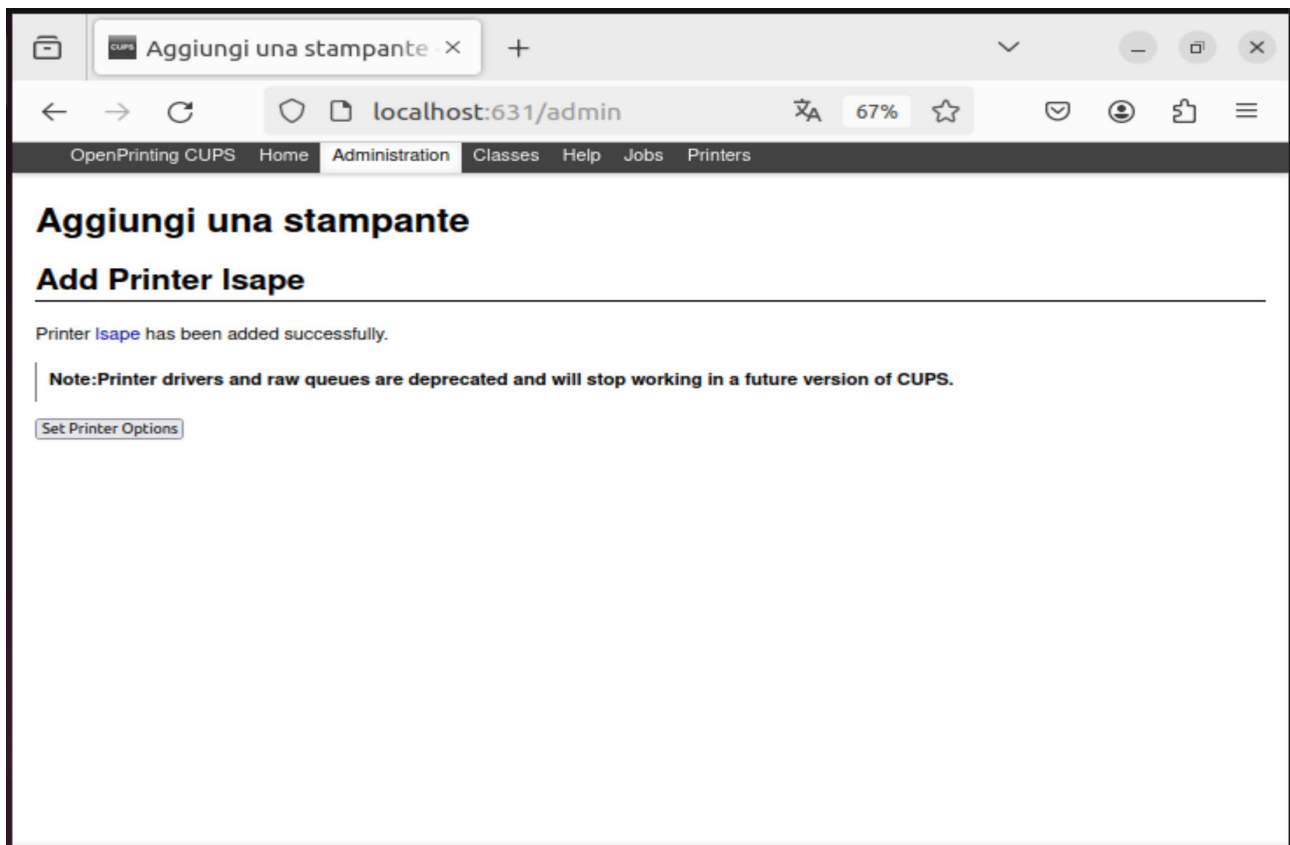 CUPS Aggiungi una stampante -
localhost:631/admin 67%
OpenPrinting CUPS Home Administration Classes Help Jobs Printers
Aggiungi una stampante
Add Printer Isape
Printer Isape has been added successfully.
Note:Printer drivers and raw queues are deprecated and will stop working in a future version of CUPS.
Set Printer Options